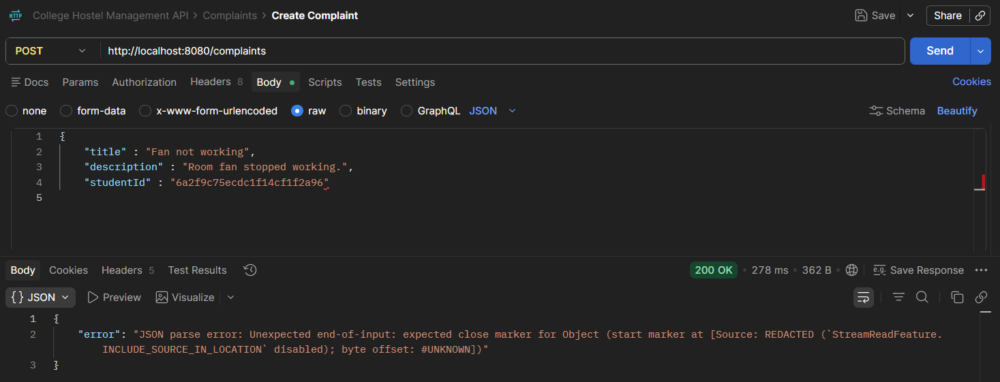 HTTP College Hostel Management API > Complaints > Create Complaint Save Share
POST http://localhost:8080/complaints Send
Docs Params Authorization Headers 8 Body Scripts Tests Settings Cookies
none form-data x-www-form-urlencoded raw binary GraphQL JSON Schema Beautify
1 {
2 "title" : "Fan not working",
3 "description" : "Room fan stopped working.",
4 "studentId" : "6a2f9c75ecdc1f14cf1f2a96"
5
Body Cookies Headers 5 Test Results 200 OK • 278 ms • 362 B • e.g. Save Response
{} JSON Preview Visualize
1 {
2 "error": "JSON parse error: Unexpected end-of-input: expected close marker for Object (start marker at [Source: REDACTED (`StreamReadFeature.
INCLUDE_SOURCE_IN_LOCATION` disabled); byte offset: #UNKNOWN])"
3 }